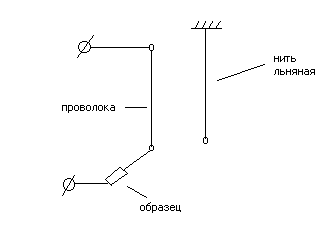 нить
льняная
проволока
образец